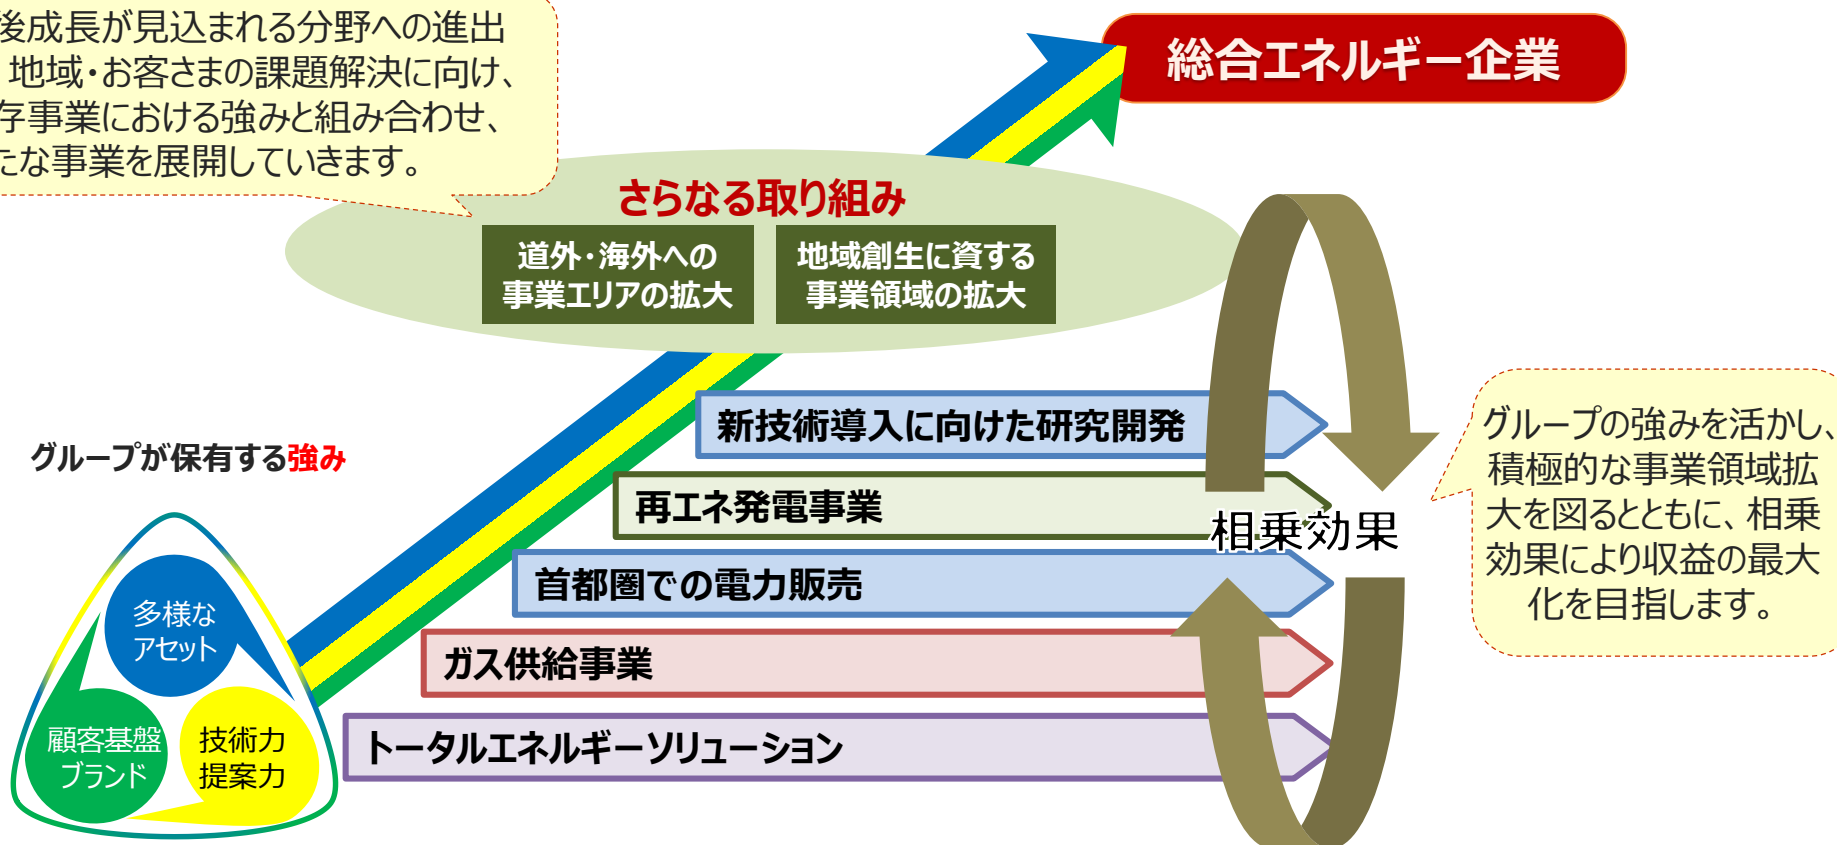 後成長が見込まれる分野への進出
地域・お客さまの課題解決に向け、
存事業における強みと組み合わせ、
たな事業を展開していきます。
総合エネルギー企業
さらなる取り組み
道外・海外への
事業エリアの拡大
地域創生に資する
事業領域の拡大
新技術導入に向けた研究開発
再エネ発電事業
首都圏での電力販売
ガス供給事業
トータルエネルギーソリューション
相乗効果
グループの強みを活かし、
積極的な事業領域拡
大を図るとともに、相乗
効果により収益の最大
化を目指します。
グループが保有する強み
多様な
アセット
顧客基盤
ブランド
技術力
提案力